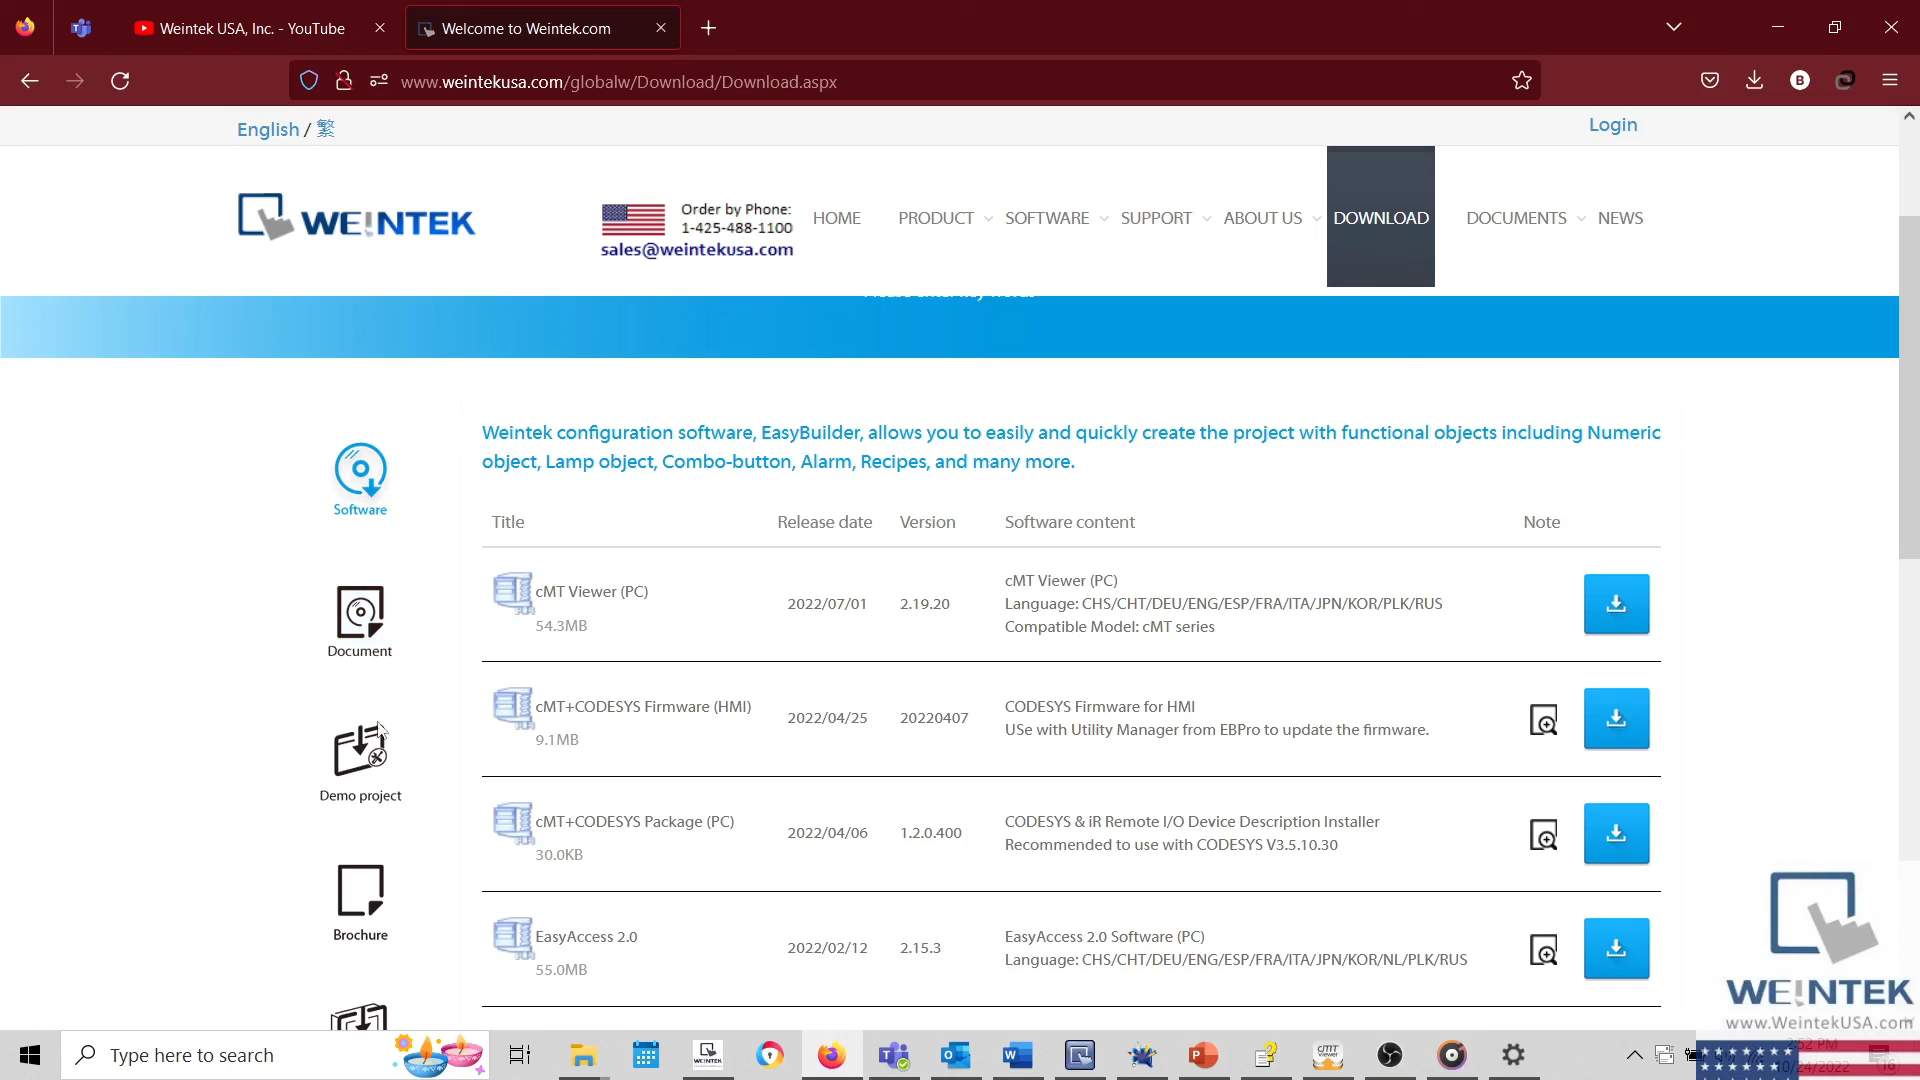 Weintek USA, Inc. - YouTube
Welcome to Weintek.com
www.weintekusa.com/globalw/Download/Download.aspx
English / 繁
Login
WE!NTEK
Order by Phone:
1-425-488-1100
sales@weintekusa.com
HOME
PRODUCT
SOFTWARE
SUPPORT
ABOUT US
DOWNLOAD
DOCUMENTS
NEWS
Weintek configuration software, EasyBuilder, allows you to easily and quickly create the project with functional objects including Numeric
object, Lamp object, Combo-button, Alarm, Recipes, and many more.
Software
Document
Demo project
Brochure
Title Release date Version Software content Note
cMT Viewer (PC)
54.3MB
2022/07/01
2.19.20
cMT Viewer (PC)
Language: CHS/CHT/DEU/ENG/ESP/FRA/ITA/JPN/KOR/PLK/RUS
Compatible Model: cMT series
cMT+CODESYS Firmware (HMI)
9.1MB
2022/04/25
20220407
CODESYS Firmware for HMI
USe with Utility Manager from EBPro to update the firmware.
cMT+CODESYS Package (PC)
30.0KB
2022/04/06
1.2.0.400
CODESYS & iR Remote I/O Device Description Installer
Recommended to use with CODESYS V3.5.10.30
EasyAccess 2.0
55.0MB
2022/02/12
2.15.3
EasyAccess 2.0 Software (PC)
Language: CHS/CHT/DEU/ENG/ESP/FRA/ITA/JPN/KOR/NL/PLK/RUS
WE!NTEK
www.WeintekUSA.com
Type here to search
WE!NTEK
cMT
viewer